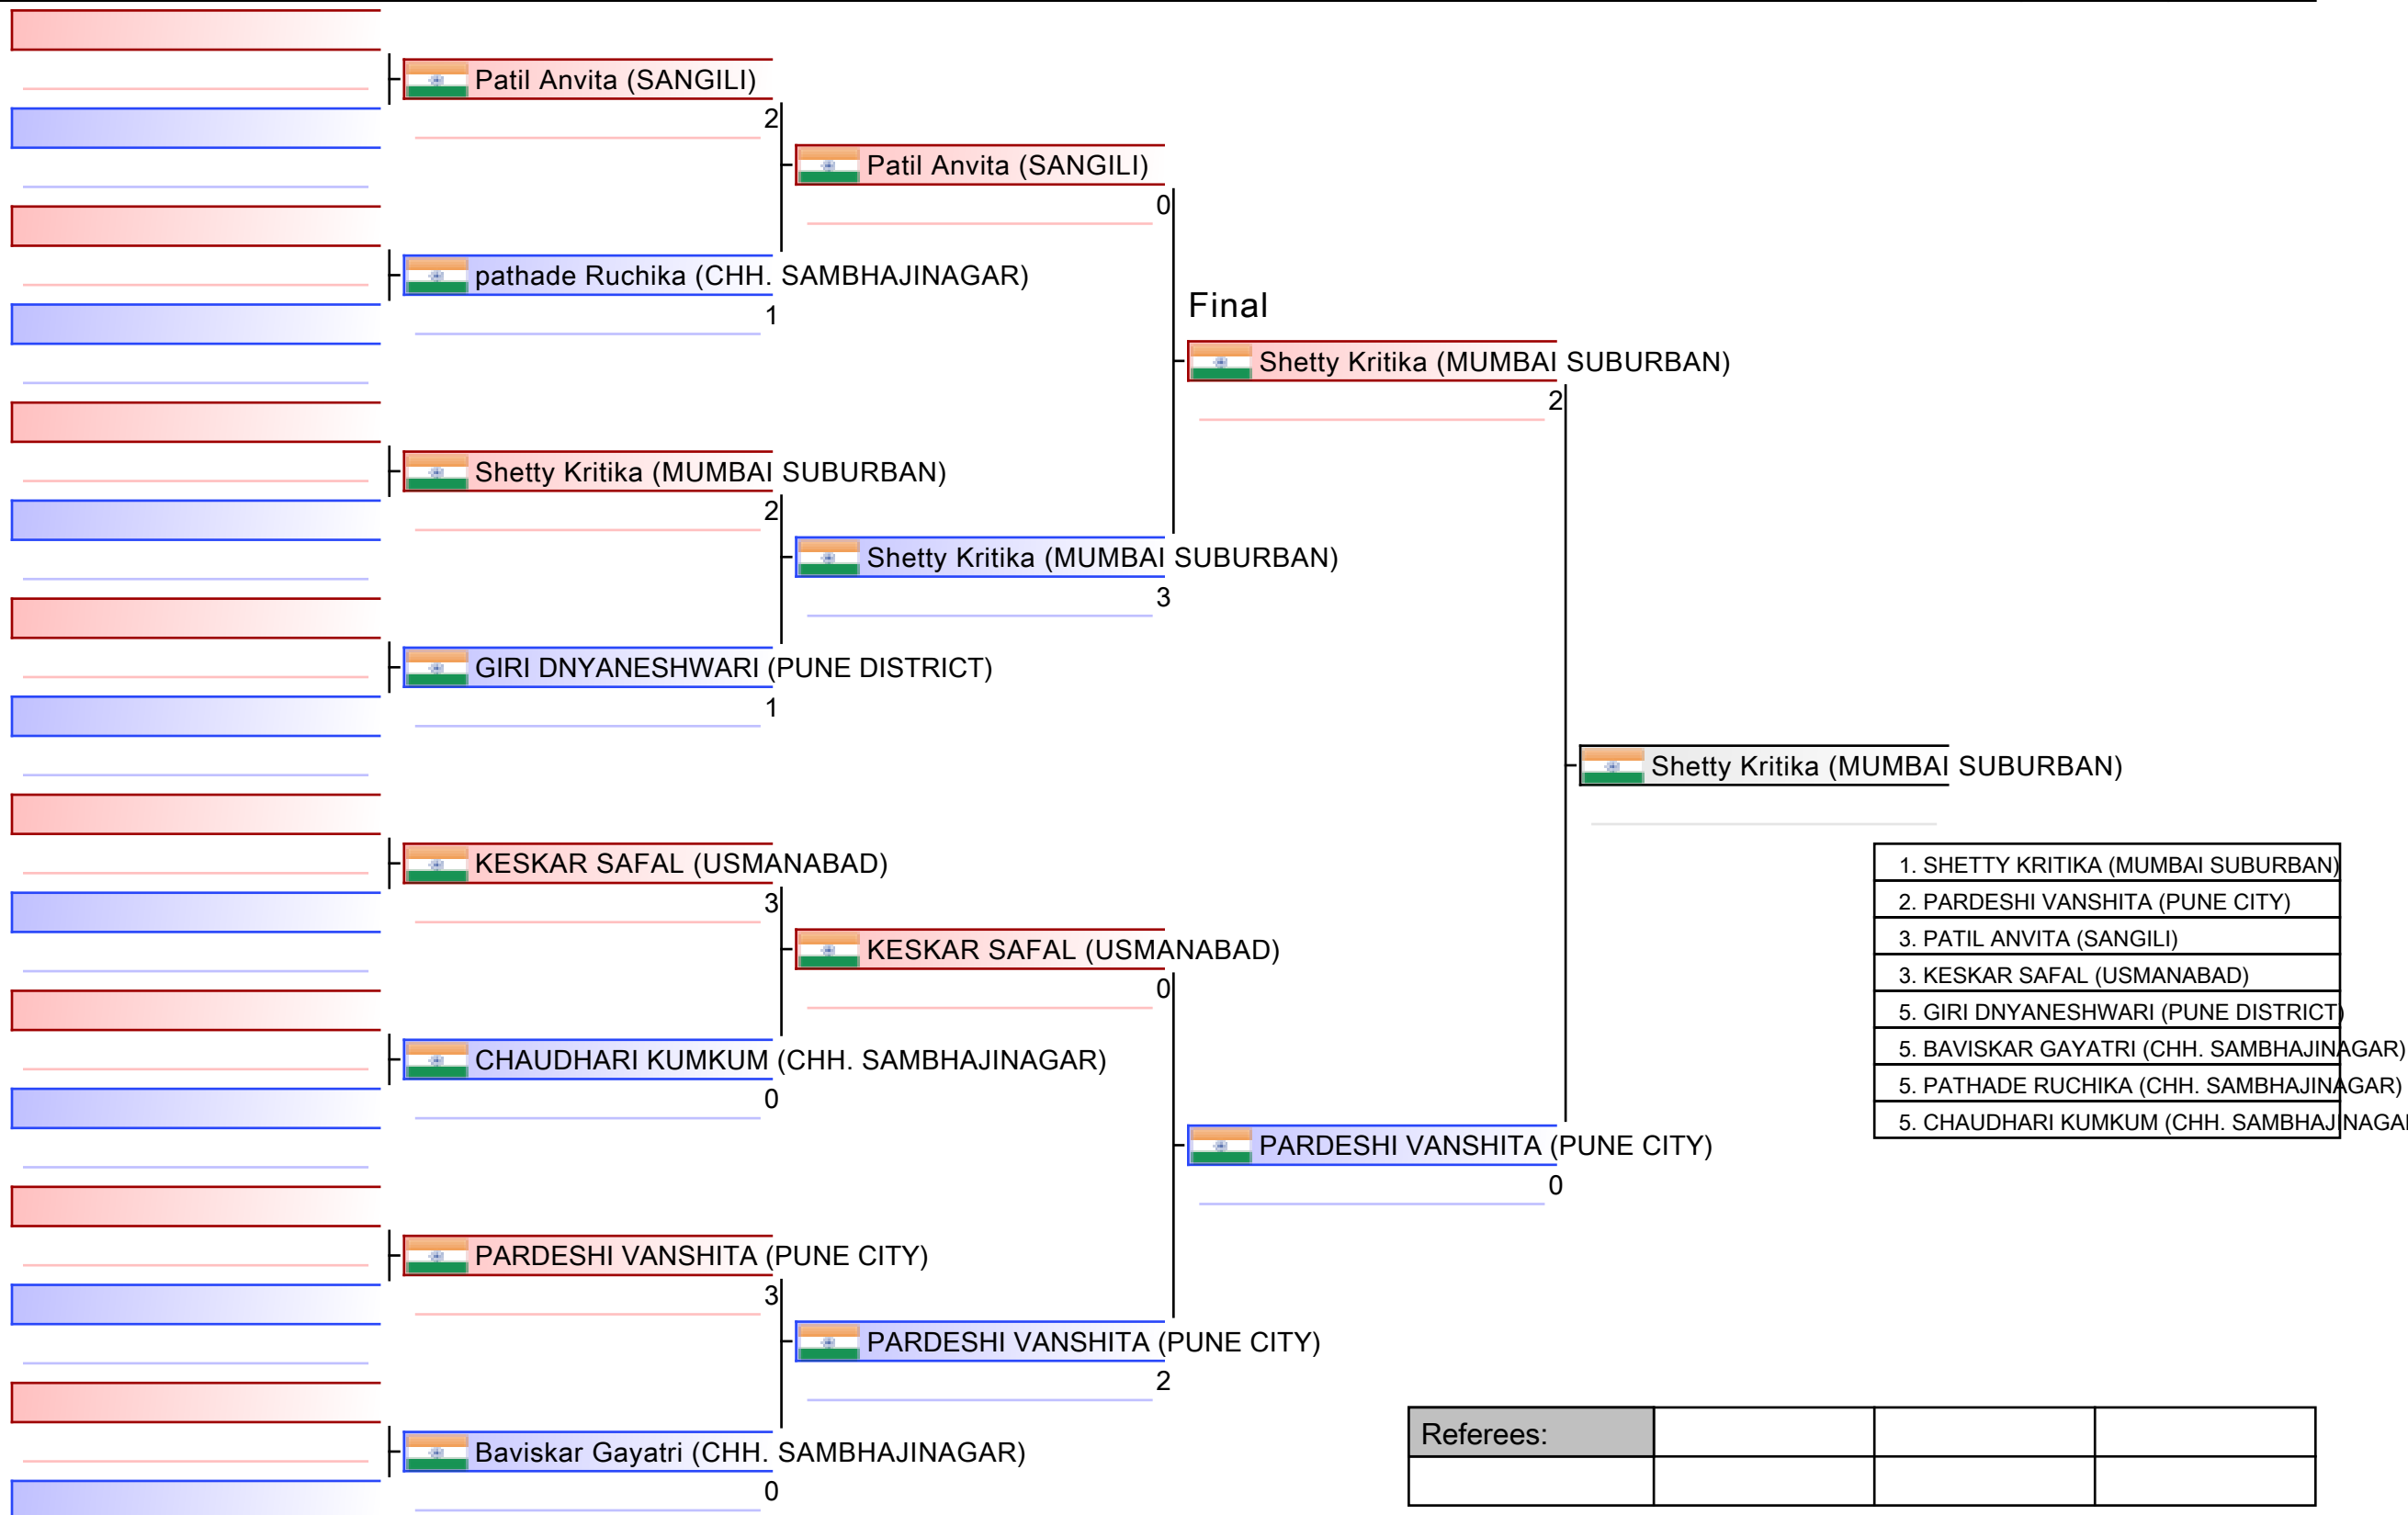 Patil Anvita (SANGILI)
2
Patil Anvita (SANGILI)
0
pathade Ruchika (CHH. SAMBHAJINAGAR)
1
Final
Shetty Kritika (MUMBAI SUBURBAN)
2
Shetty Kritika (MUMBAI SUBURBAN)
2
Shetty Kritika (MUMBAI SUBURBAN)
3
GIRI DNYANESHWARI (PUNE DISTRICT)
1
Shetty Kritika (MUMBAI SUBURBAN)
KESKAR SAFAL (USMANABAD)
3
KESKAR SAFAL (USMANABAD)
0
CHAUDHARI KUMKUM (CHH. SAMBHAJINAGAR)
0
PARDESHI VANSHITA (PUNE CITY)
0
PARDESHI VANSHITA (PUNE CITY)
3
PARDESHI VANSHITA (PUNE CITY)
2
Baviskar Gayatri (CHH. SAMBHAJINAGAR)
0
1. SHETTY KRITIKA (MUMBAI SUBURBAN)
2. PARDESHI VANSHITA (PUNE CITY)
3. PATIL ANVITA (SANGILI)
3. KESKAR SAFAL (USMANABAD)
5. GIRI DNYANESHWARI (PUNE DISTRICT)
5. BAVISKAR GAYATRI (CHH. SAMBHAJINAGAR)
5. PATHADE RUCHIKA (CHH. SAMBHAJINAGAR)
5. CHAUDHARI KUMKUM (CHH.
Referees: